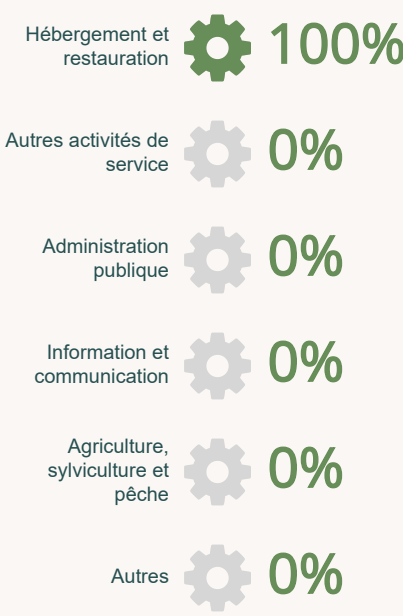 Hébergement et
restauration
100%
Autres activités de
service
0%
Administration
publique
0%
Information et
communication
0%
Agriculture,
sylviculture et
pêche
0%
Autres
0%